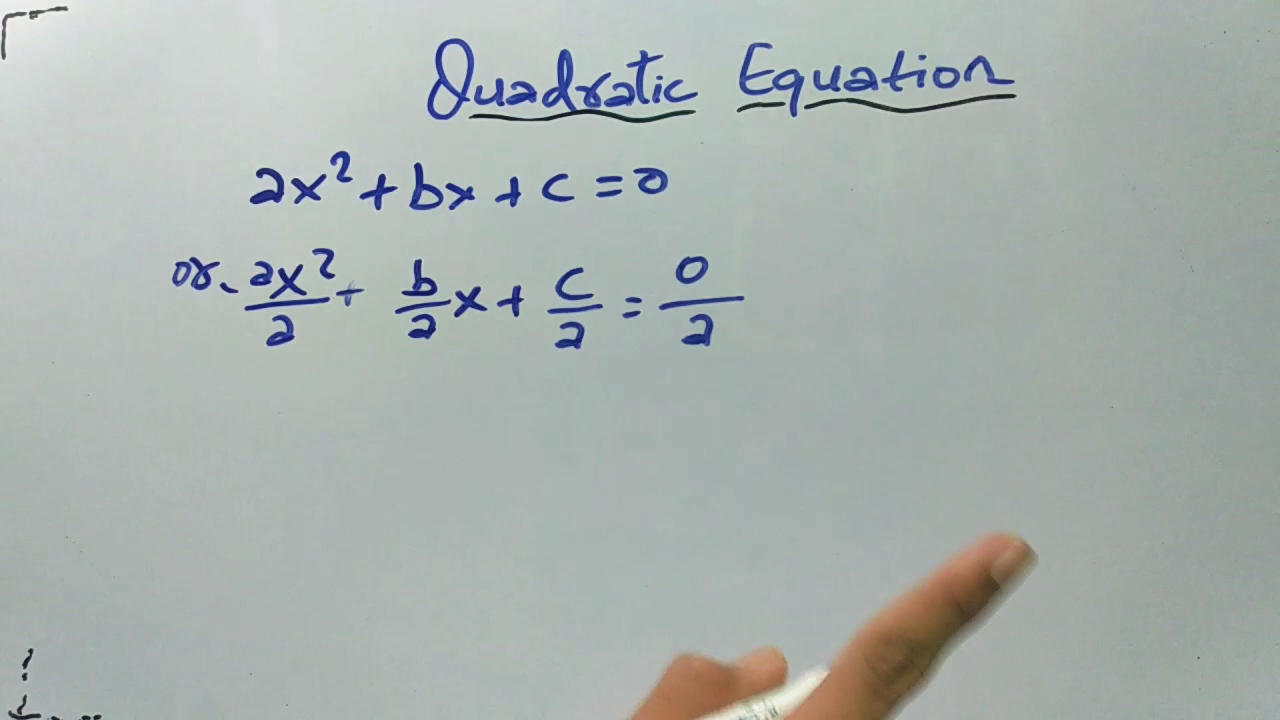 Quadratic Equation
ax² + bx + c = 0
or, ax²/a + b/a x + c/a = 0/a